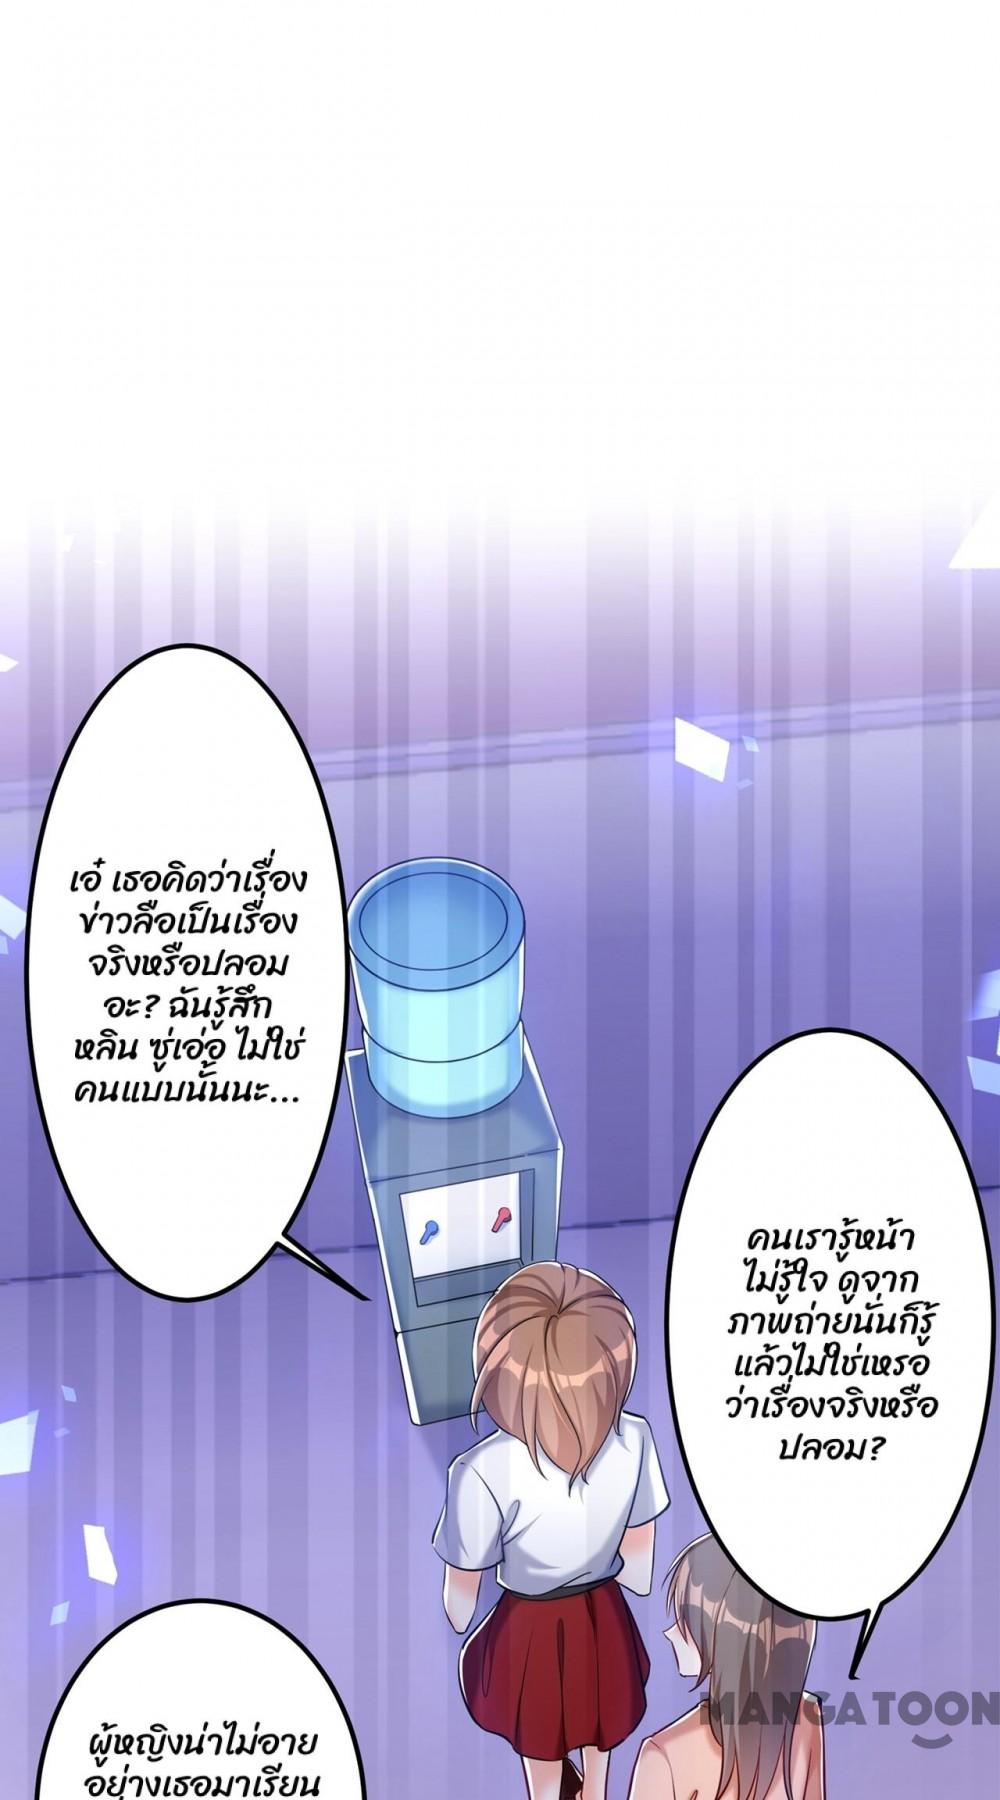 เอ๋ เธอคิดว่าเรื่อง
ข่าวลือเป็นเรื่อง
จริงหรือปลอม
อะ? ฉันรู้สึก
หลิน ซู่เอ่อ ไม่ใช่
คนแบบนั้นนะ...
คนเรารู้หน้า
ไม่รู้ใจ ดูจาก
ภาพถ่ายนั่นก็รู้
แล้วไม่ใช่เหรอ
ว่าเรื่องจริงหรือ
ปลอม?
MANGATOON
ผู้หญิงน่าไม่อาย
อย่างเธอมาเรียน